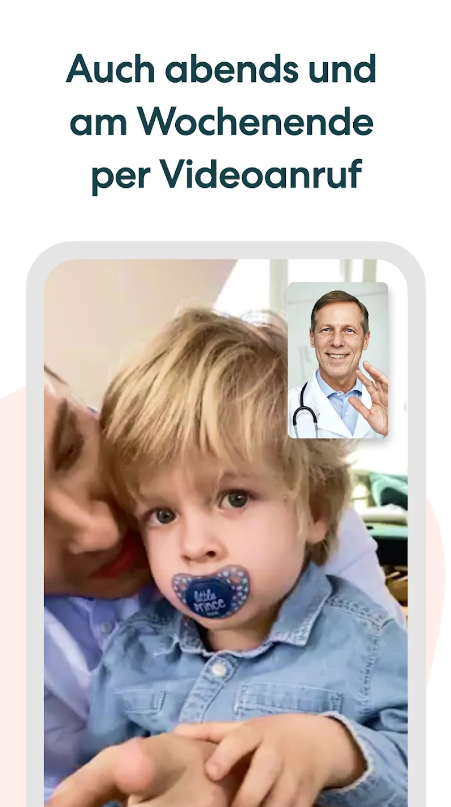 Auch abends und
am Wochenende
per Videoanruf
little
prince